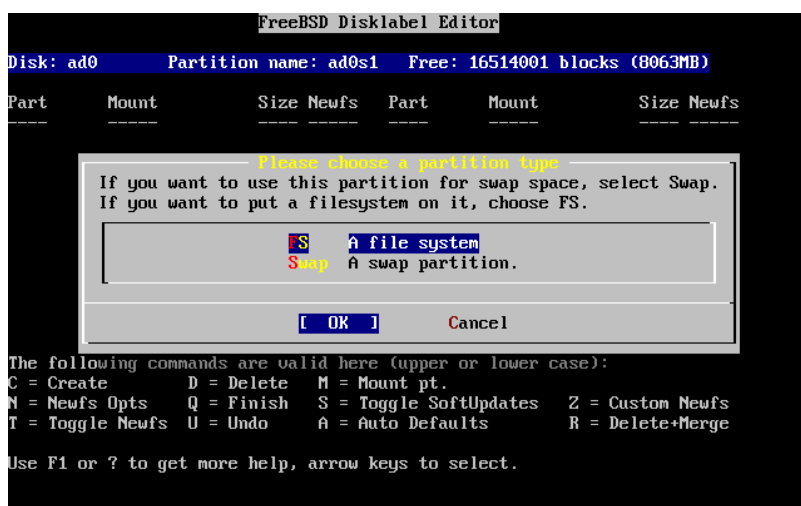 FreeBSD Disklabel Editor
Disk: ad0 Partition name: ad0s1 Free: 16514001 blocks (8063MB)
Part Mount Size Newfs Part Mount Size Newfs
---- ----- ---- ----- ---- ----- ---- -----
Please choose a partition type
If you want to use this partition for swap space, select Swap.
If you want to put a filesystem on it, choose FS.
FS A file system
Swap A swap partition.
[ OK ] Cancel
The following commands are valid here (upper or lower case):
C = Create D = Delete M = Mount pt.
N = Newfs Opts Q = Finish S = Toggle SoftUpdates Z = Custom Newfs
T = Toggle Newfs U = Undo A = Auto Defaults R = Delete+Merge
Use F1 or ? to get more help, arrow keys to select.